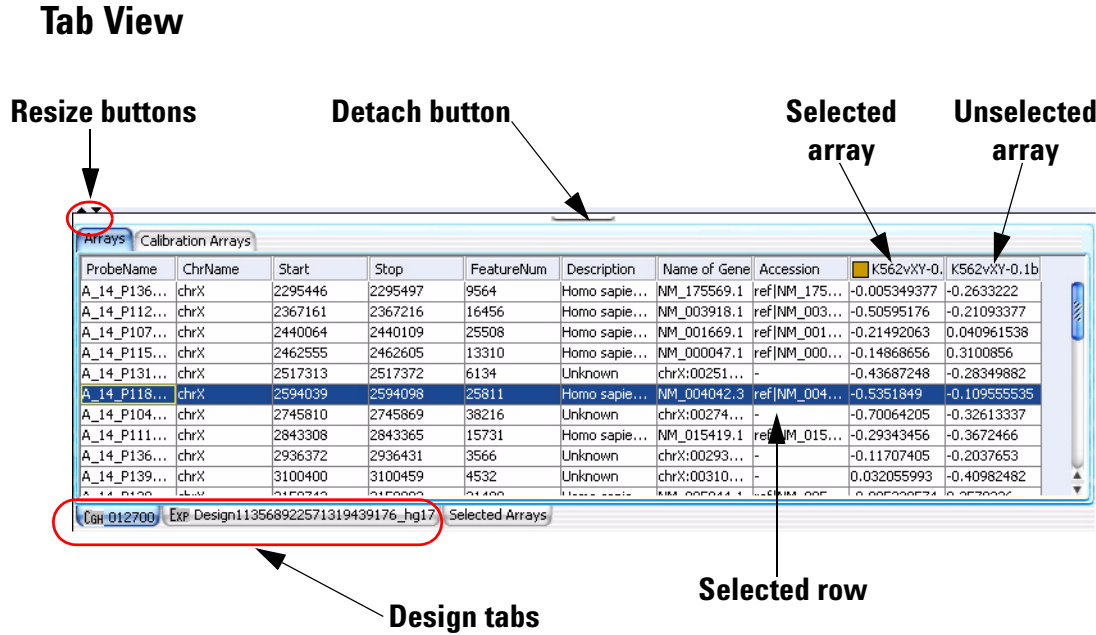 Tab View
Resize buttons
Detach button
Selected array
Unselected array
Arrays Calibration Arrays
ProbeName ChrName Start Stop FeatureNum Description Name of Gene Accession K562vXY-0. K562vXY-0.1b
A_14_P136... chrX 2295446 2295497 9564 Homo sapie... NM_175569.1 ref|NM_175... -0.005349377 -0.2633222
A_14_P112... chrX 2367161 2367216 16456 Homo sapie... NM_003918.1 ref|NM_003... -0.50595176 -0.21093377
A_14_P107... chrX 2440064 2440109 25508 Homo sapie... NM_001669.1 ref|NM_001... -0.21492063 0.040961538
A_14_P115... chrX 2462555 2462605 13310 Homo sapie... NM_000047.1 ref|NM_000... -0.14868656 0.3100856
A_14_P131... chrX 2517313 2517372 6134 Unknown chrX:00251... - -0.43687248 -0.28349882
A_14_P118... chrX 2594039 2594098 25811 Homo sapie... NM_004042.3 ref|NM_004... -0.5351849 -0.109555535
A_14_P104... chrX 2745810 2745869 38216 Unknown chrX:00274... - -0.70064205 -0.32613337
A_14_P111... chrX 2843308 2843365 15731 Homo sapie... NM_015419.1 ref|NM_015... -0.29343456 -0.3672466
A_14_P136... chrX 2936372 2936431 3566 Unknown chrX:00293... - -0.11707405 -0.2037653
A_14_P139... chrX 3100400 3100459 4532 Unknown chrX:00310... - 0.032055993 -0.40982482
CGH 012700 EXP Design113568922571319439176_hg17 Selected Arrays
Selected row
Design tabs